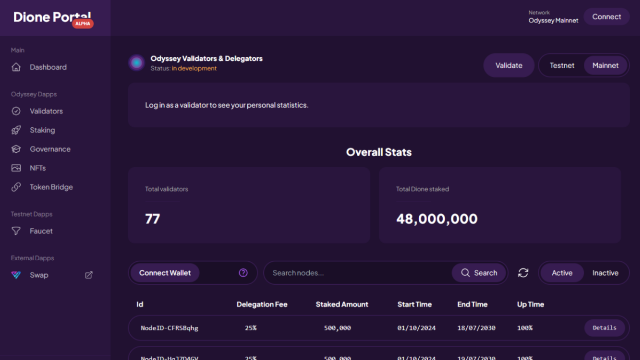 Dione Portal
ALPHA
Network
Odyssey Mainnet
Connect
Main
Dashboard
Odyssey Dapps
Validators
Staking
Governance
NFTs
Token Bridge
Testnet Dapps
Faucet
External Dapps
Swap
Odyssey Validators & Delegators
Status: in development
Validate
Testnet
Mainnet
Log in as a validator to see your personal statistics.
Overall Stats
Total validators
77
Total Dione staked
48,000,000
Connect Wallet
Search nodes...
Search
Active
Inactive
Id Delegation Fee Staked Amount Start Time End Time Up Time
NodeID-CFRSBqhg 25% 500,000 01/10/2024 18/07/2030 100% Details
25% 500,000 01/10/2024 19/07/2030 100% Details